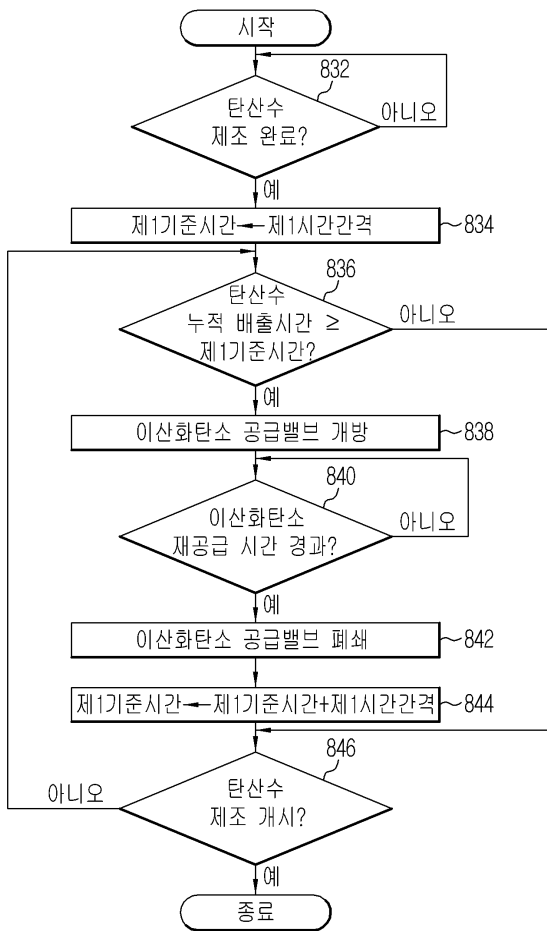 시작
832
탄산수
제조 완료?
아니오
예
제1기준시간←제1시간간격
834
836
탄산수
누적 배출시간 ≥
제1기준시간?
아니오
예
이산화탄소 공급밸브 개방
838
840
이산화탄소
재공급 시간 경과?
아니오
예
이산화탄소 공급밸브 폐쇄
842
제1기준시간←제1기준시간+제1시간간격
844
846
탄산수
제조 개시?
아니오
예
종료